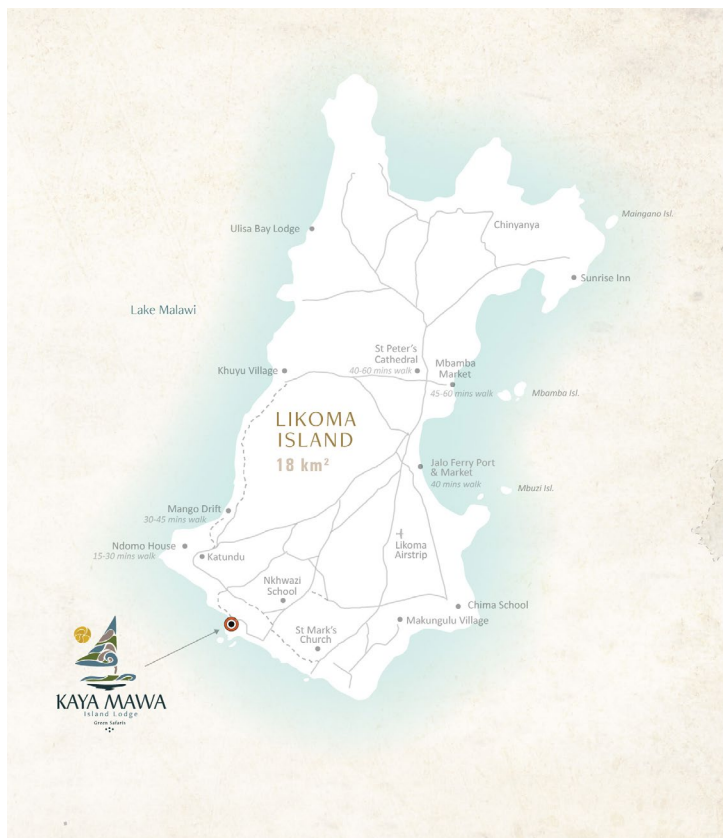 Maingano Isl.
Chinyanya
Ulisa Bay Lodge
Sunrise Inn
Lake Malawi
St Peter's
Cathedral
40-60 mins walk
Mbamba
Market
45-60 mins walk
Mbamba Isl.
Khuyu Village
LIKOMA
ISLAND
18 km²
Jalo Ferry Port
& Market
40 mins walk
Mbuzi Isl.
Mango Drift
30-45 mins walk
Ndomo House
15-30 mins walk
Katundu
Likoma
Airstrip
Nkhwazi
School
Chima School
Makungulu Village
St Mark's
Church
KAYA MAWA
Island Lodge
Green Safaris